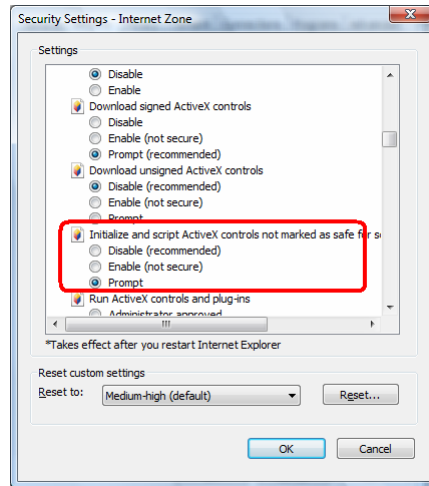 Security Settings - Internet Zone
Settings
Disable
Enable
Download signed ActiveX controls
Disable
Enable (not secure)
Prompt (recommended)
Download unsigned ActiveX controls
Disable (recommended)
Enable (not secure)
Prompt
Initialize and script ActiveX controls not marked as safe for s
Disable (recommended)
Enable (not secure)
Prompt
Run ActiveX controls and plug-ins
Administrator approved
*Takes effect after you restart Internet Explorer
Reset custom settings
Reset to:
Medium-high (default)
Reset...
OK
Cancel